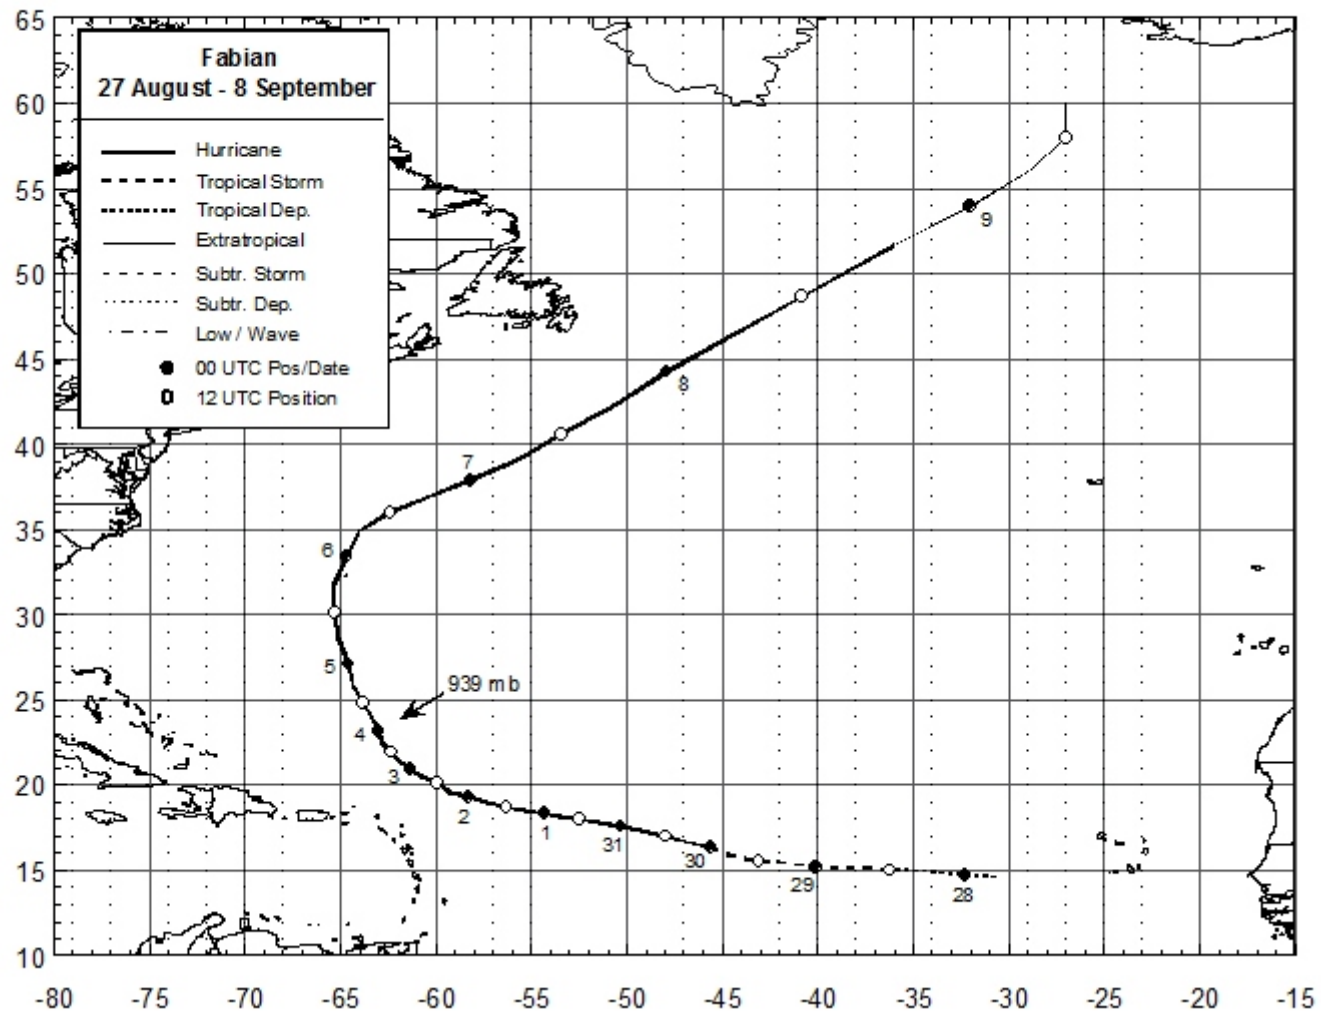 65
60
55
50
45
40
35
30
25
20
15
10
Fabian
27 August - 8 September
Hurricane
Tropical Storm
Tropical Dep.
Extratropical
Subtr. Storm
Subtr. Dep.
Low / Wave
00 UTC Pos/Date
12 UTC Position
9
8
7
6
5
939 mb
4
3
2
1
31
30
29
28
-80 -75 -70 -65 -60 -55 -50 -45 -40 -35 -30 -25 -20 -15